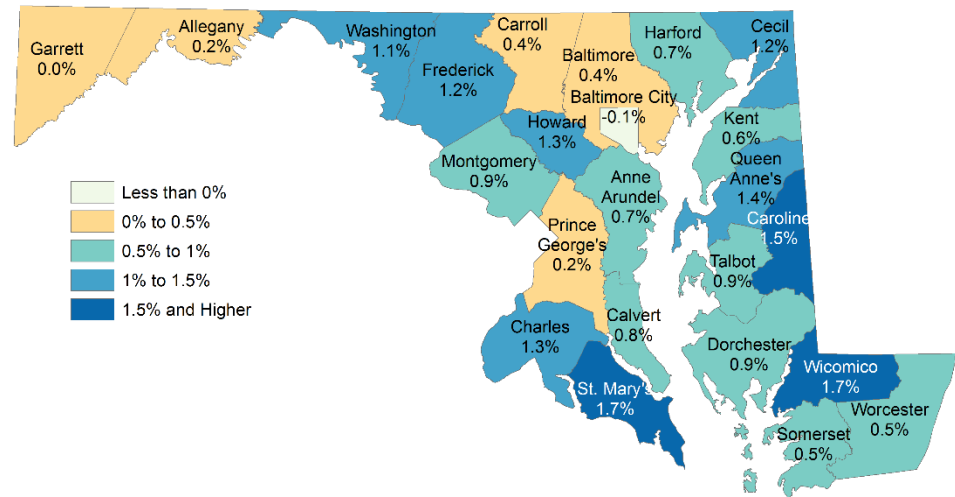 Garrett
0.0%
Allegany
0.2%
Washington
1.1%
Frederick
1.2%
Carroll
0.4%
Baltimore
0.4%
Baltimore City
-0.1%
Harford
0.7%
Cecil
1.2%
Howard
1.3%
Montgomery
0.9%
Kent
0.6%
Queen
Anne's
1.4%
Anne
Arundel
0.7%
Caroline
1.5%
Prince
George's
0.2%
Talbot
0.9%
Less than 0%
0% to 0.5%
0.5% to 1%
1% to 1.5%
1.5% and Higher
Charles
1.3%
Calvert
0.8%
Dorchester
0.9%
St. Mary's
1.7%
Wicomico
1.7%
Worcester
0.5%
Somerset
0.5%